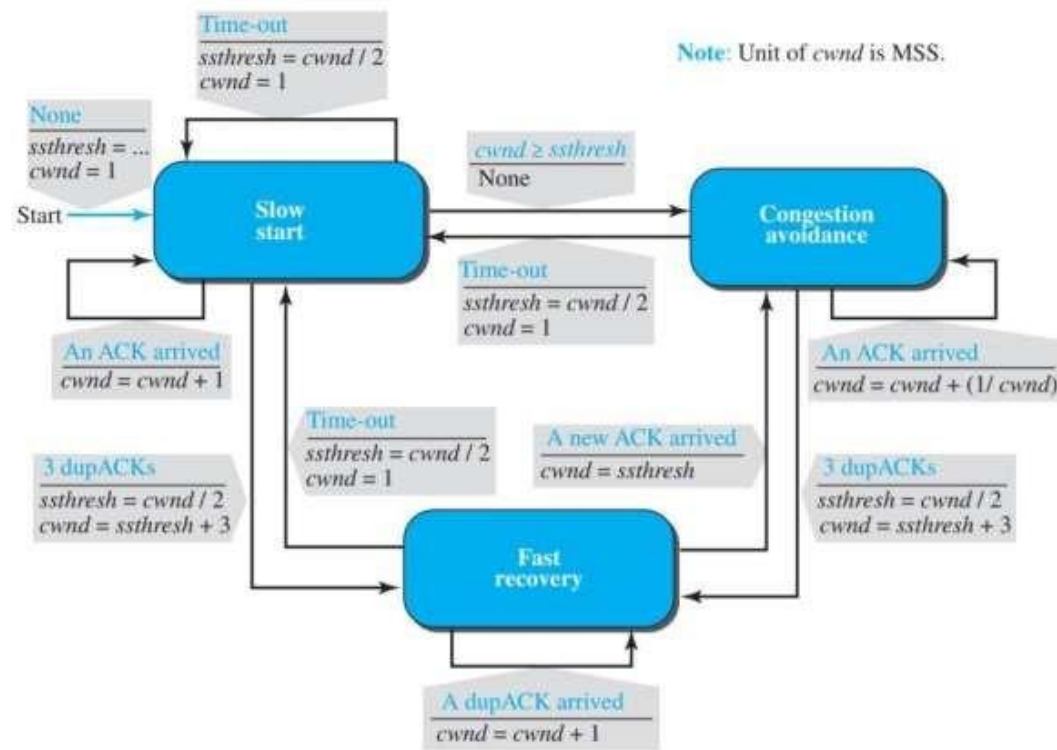 Time-out
ssthresh = cwnd / 2
cwnd = 1
Note: Unit of cwnd is MSS.
None
ssthresh = ...
cwnd = 1
cwnd ≥ ssthresh
None
Start
Slow
start
Congestion
avoidance
Time-out
ssthresh = cwnd / 2
cwnd = 1
An ACK arrived
cwnd = cwnd + 1
An ACK arrived
cwnd = cwnd + (1/ cwnd)
Time-out
ssthresh = cwnd / 2
cwnd = 1
A new ACK arrived
cwnd = ssthresh
3 dupACKs
ssthresh = cwnd / 2
cwnd = ssthresh + 3
3 dupACKs
ssthresh = cwnd / 2
cwnd = ssthresh + 3
Fast
recovery
A dupACK arrived
cwnd = cwnd + 1